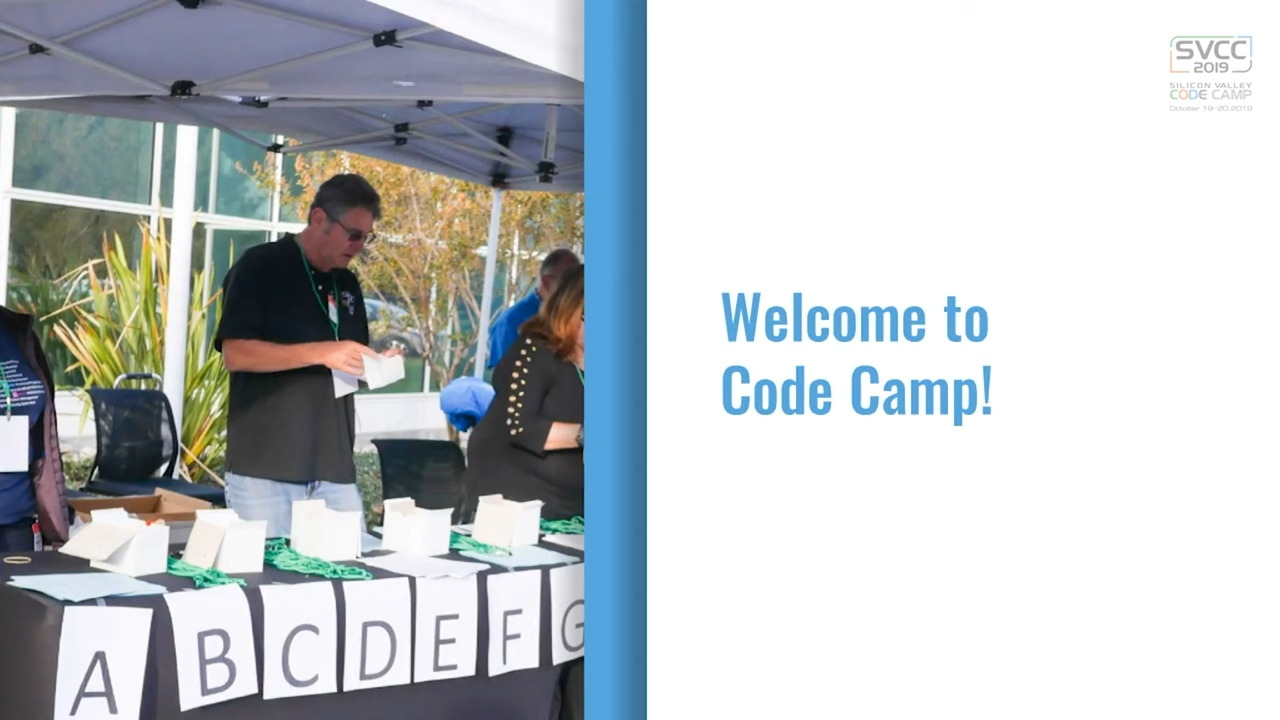 SVCC
2019
SILICON VALLEY
CODE CAMP
October 19-20 2019
Welcome to
Code Camp!
A
B
C
D
E
F
G